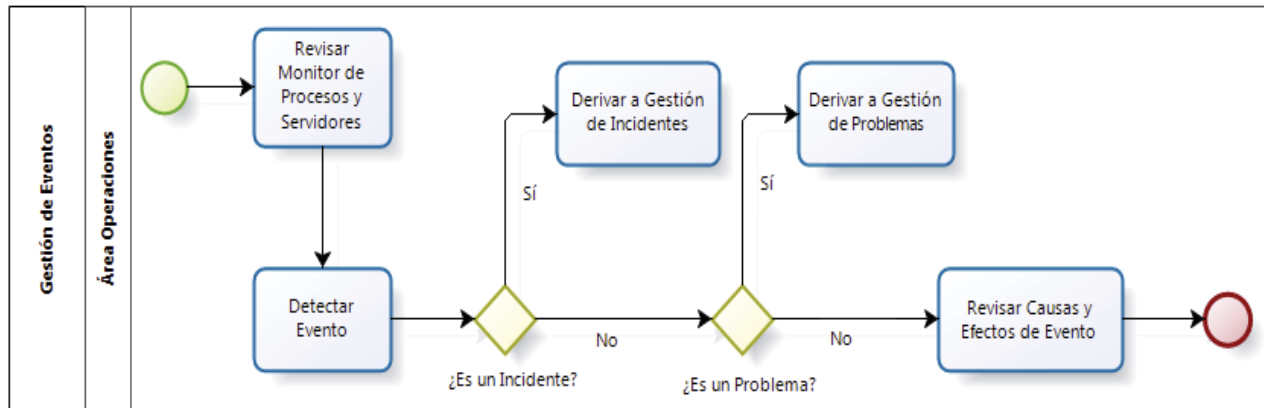 Gestión de Eventos
Área Operaciones
Revisar
Monitor de
Procesos y
Servidores
Derivar a Gestión
de Incidentes
Derivar a Gestión
de Problemas
Sí
Sí
Detectar
Evento
Revisar Causas y
Efectos de Evento
No
No
¿Es un Incidente?
¿Es un Problema?